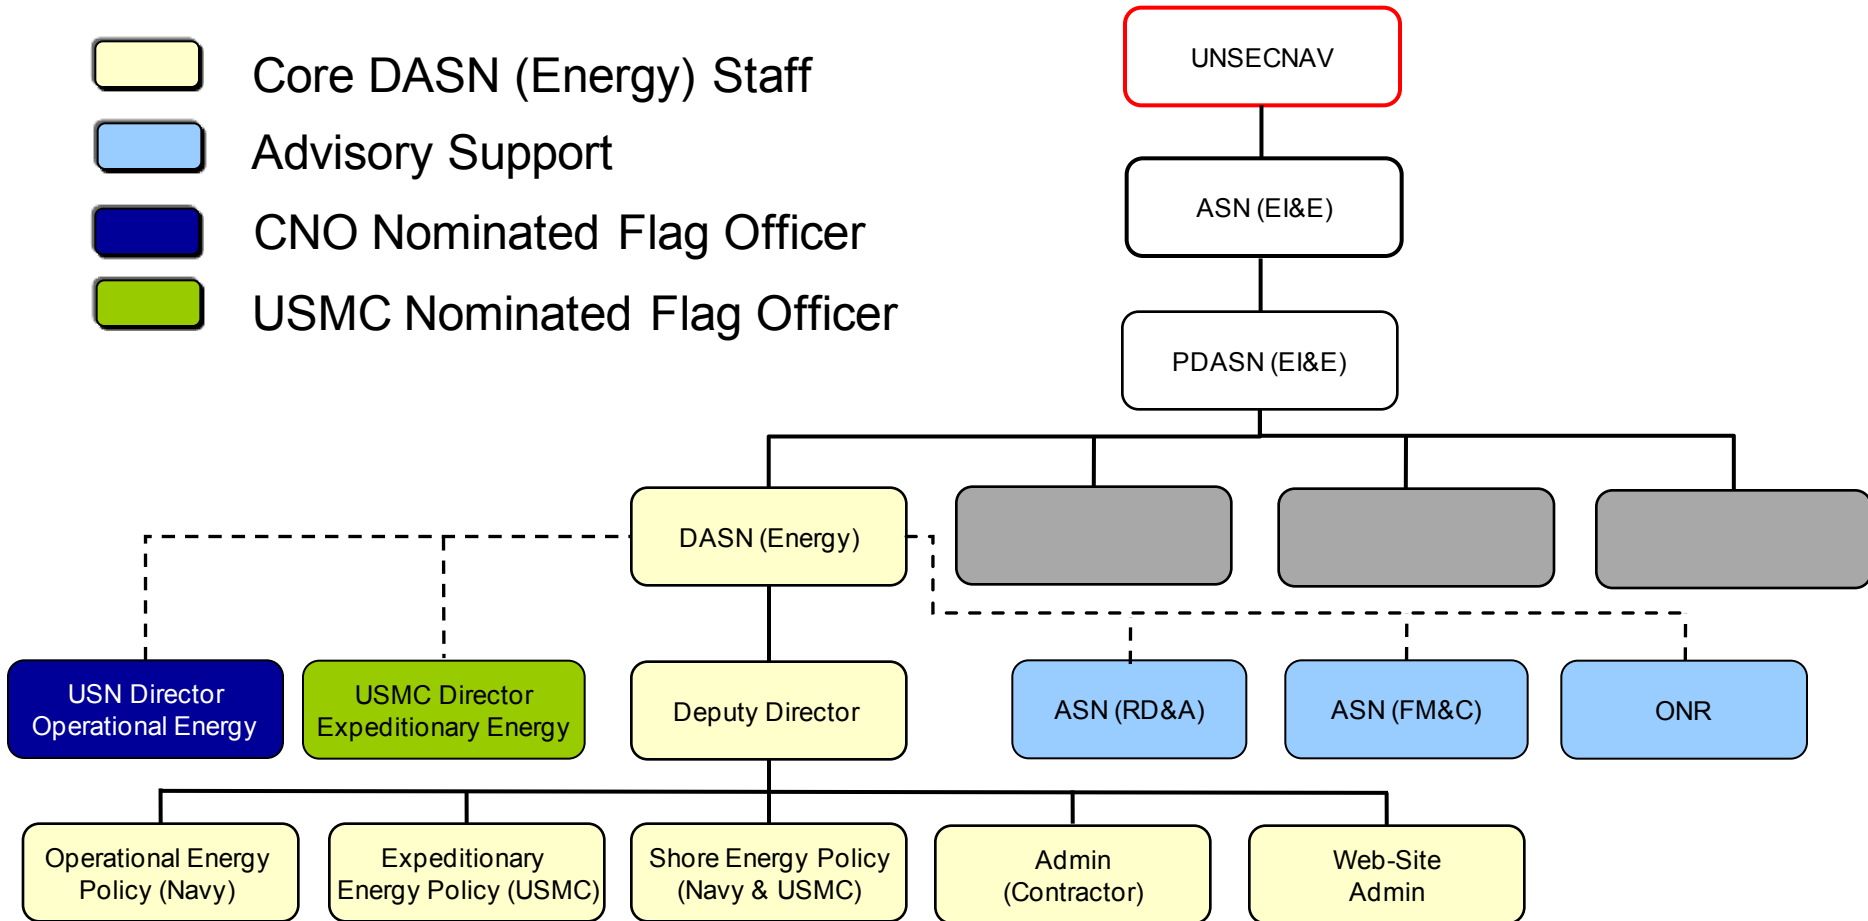 Core DASN (Energy) Staff
Advisory Support
CNO Nominated Flag Officer
USMC Nominated Flag Officer
UNSECNAV
ASN (EI&E)
PDASN (EI&E)
DASN (Energy)
USN Director
Operational Energy
USMC Director
Expeditionary Energy
Deputy Director
ASN (RD&A)
ASN (FM&C)
ONR
Operational Energy
Policy (Navy)
Expeditionary
Energy Policy (USMC)
Shore Energy Policy
(Navy & USMC)
Admin
(Contractor)
Web-Site
Admin